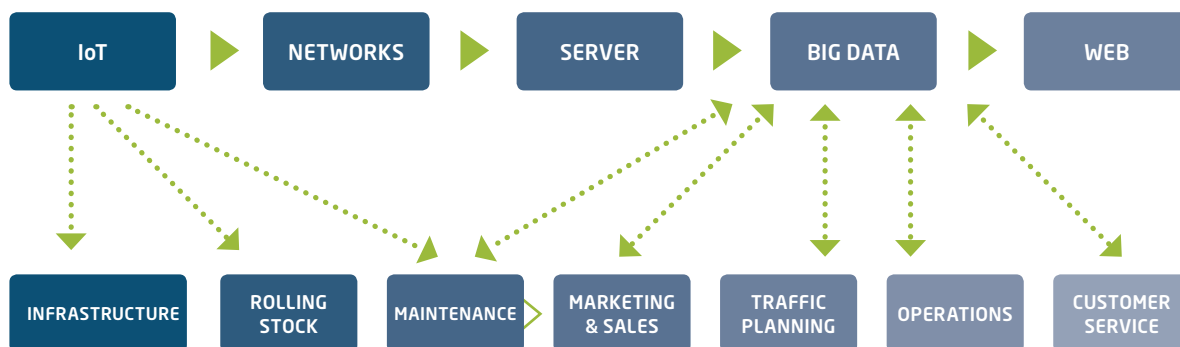 IoT
NETWORKS
SERVER
BIG DATA
WEB
INFRASTRUCTURE
ROLLING
STOCK
MAINTENANCE
MARKETING
& SALES
TRAFFIC
PLANNING
OPERATIONS
CUSTOMER
SERVICE